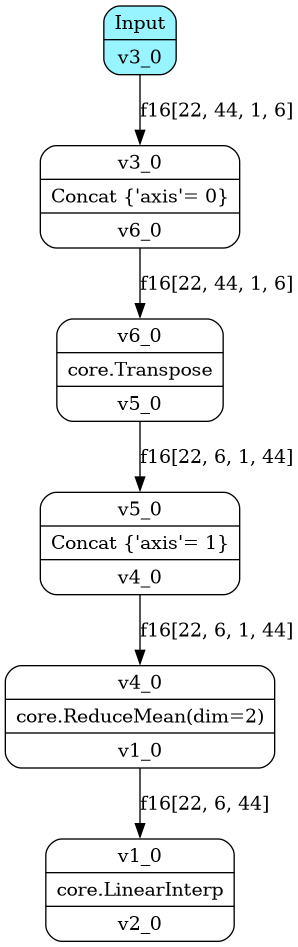 Input
v3_0
f16[22, 44, 1, 6]
v3_0
Concat {'axis'= 0}
v6_0
f16[22, 44, 1, 6]
v6_0
core.Transpose
v5_0
f16[22, 6, 1, 44]
v5_0
Concat {'axis'= 1}
v4_0
f16[22, 6, 1, 44]
v4_0
core.ReduceMean(dim=2)
v1_0
f16[22, 6, 44]
v1_0
core.LinearInterp
v2_0